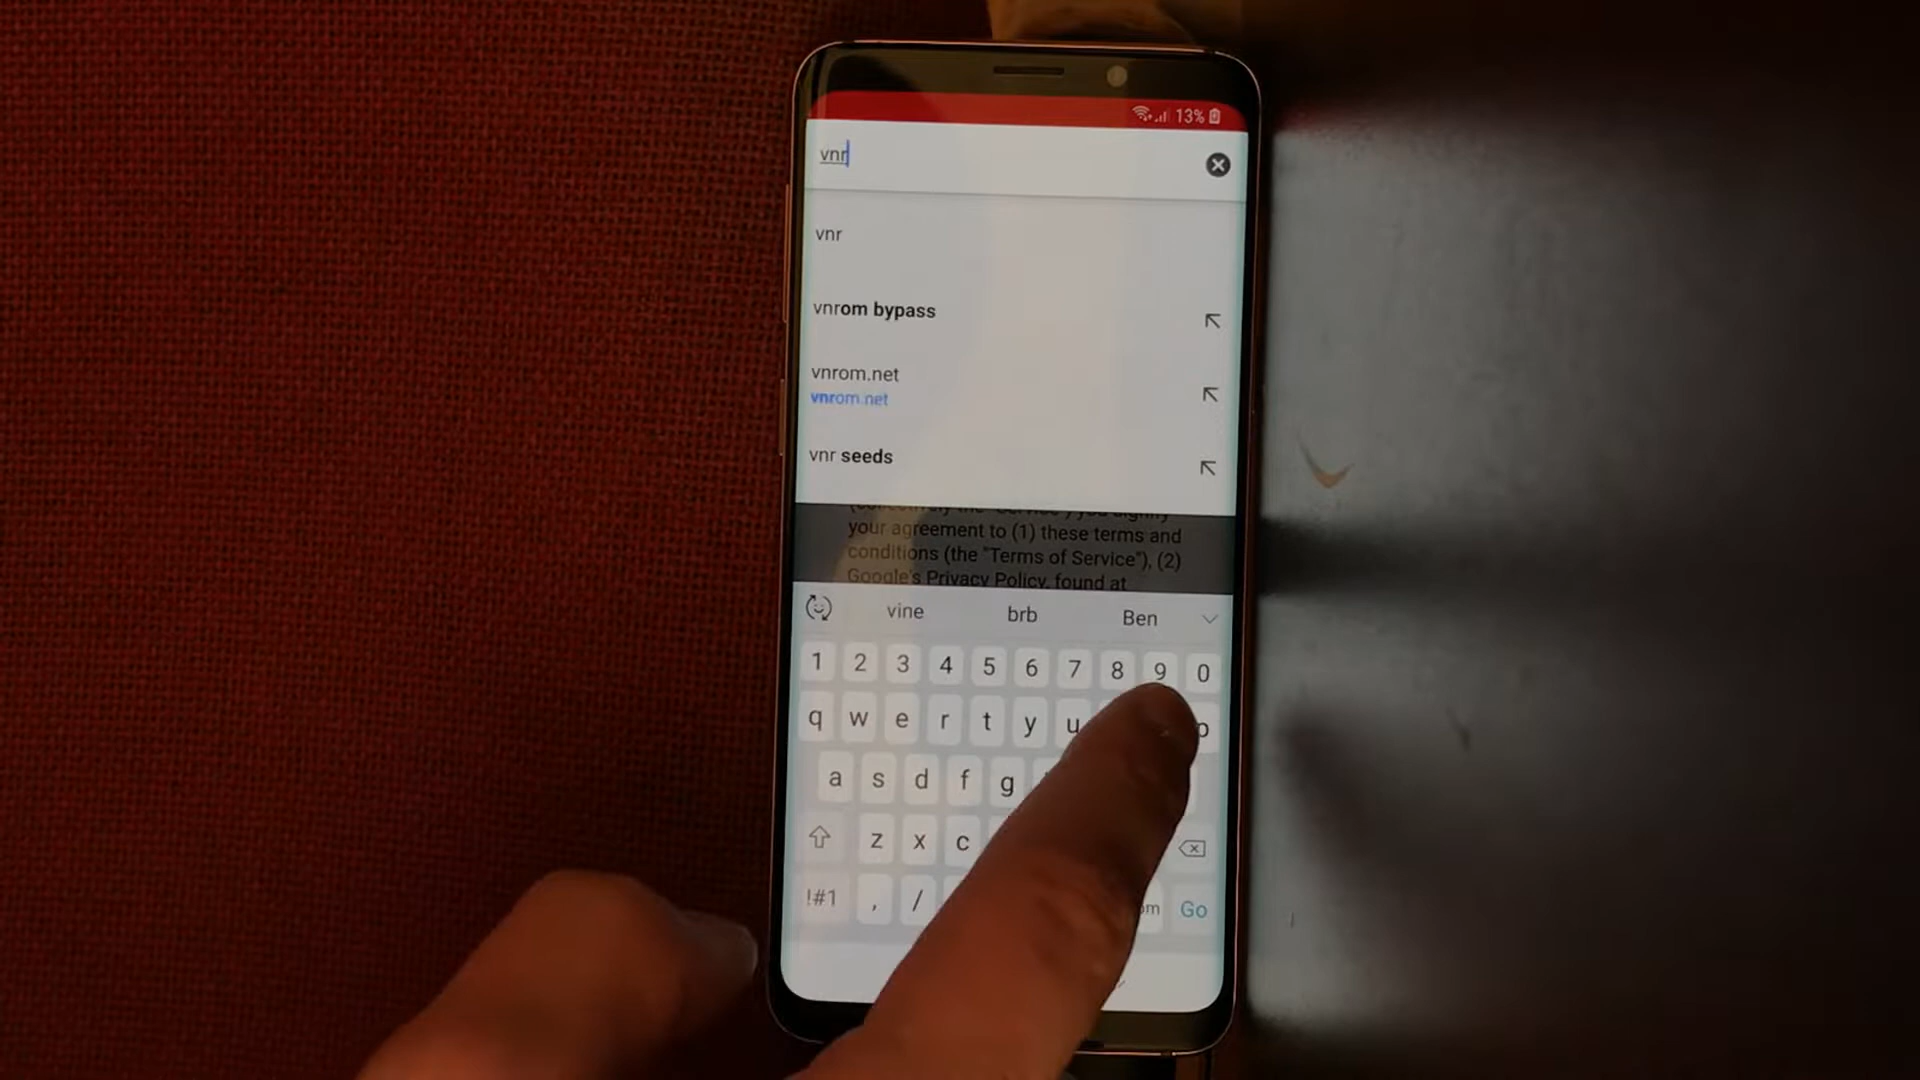 13%
vnr
vnr
vnrom bypass
vnrom.net
vnrom.net
vnr seeds
your agreement to (1) these terms and
conditions (the "Terms of Service"), (2)
Google's Privacy Policy, found at
vine brb Ben
1 2 3 4 5 6 7 8 9 0
q w e r t y u p
a s d f g
z x c
!#1 , / Go